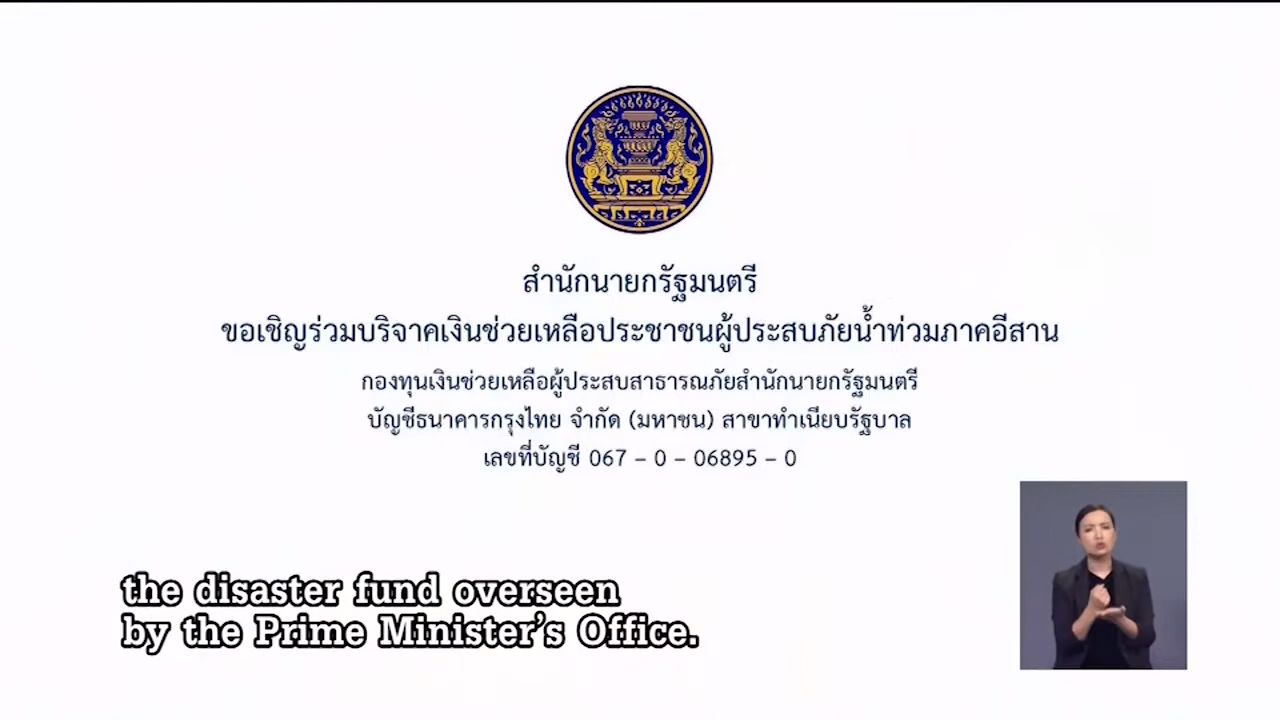 สำนักนายกรัฐมนตรี
ขอเชิญร่วมบริจาคเงินช่วยเหลือประชาชนผู้ประสบภัยน้ำท่วมภาคอีสาน
กองทุนเงินช่วยเหลือผู้ประสบสาธารณภัยสำนักนายกรัฐมนตรี
บัญชีธนาคารกรุงไทย จำกัด (มหาชน) สาขาทำเนียบรัฐบาล
เลขที่บัญชี 067 – 0 – 06895 – 0
the disaster fund overseen
by the Prime Minister's Office.